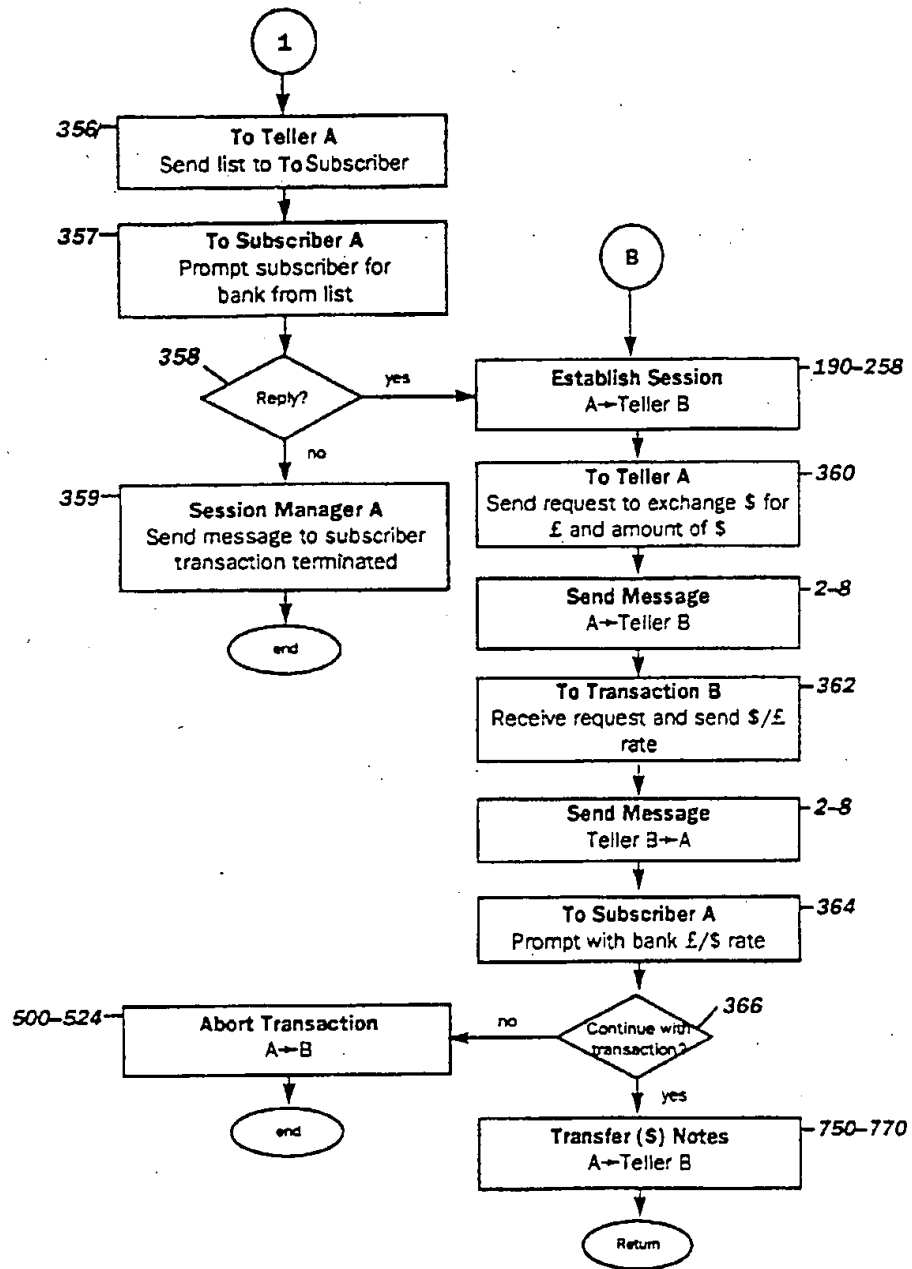 1
356
To Teller A
Send list to To Subscriber
357
To Subscriber A
Prompt subscriber for
bank from list
B
358
Reply?
yes
no
Establish Session
A→Teller B
190-258
359
Session Manager A
Send message to subscriber
transaction terminated
end
To Teller A
Send request to exchange $ for
£ and amount of $
360
Send Message
A→Teller B
2-8
To Transaction B
Receive request and send $/£
rate
362
Send Message
Teller B→A
2-8
To Subscriber A
Prompt with bank £/$ rate
364
366
Continue with
transaction?
no
yes
500-524
Abort Transaction
A→B
end
Transfer ($) Notes
A→Teller B
750-770
Return